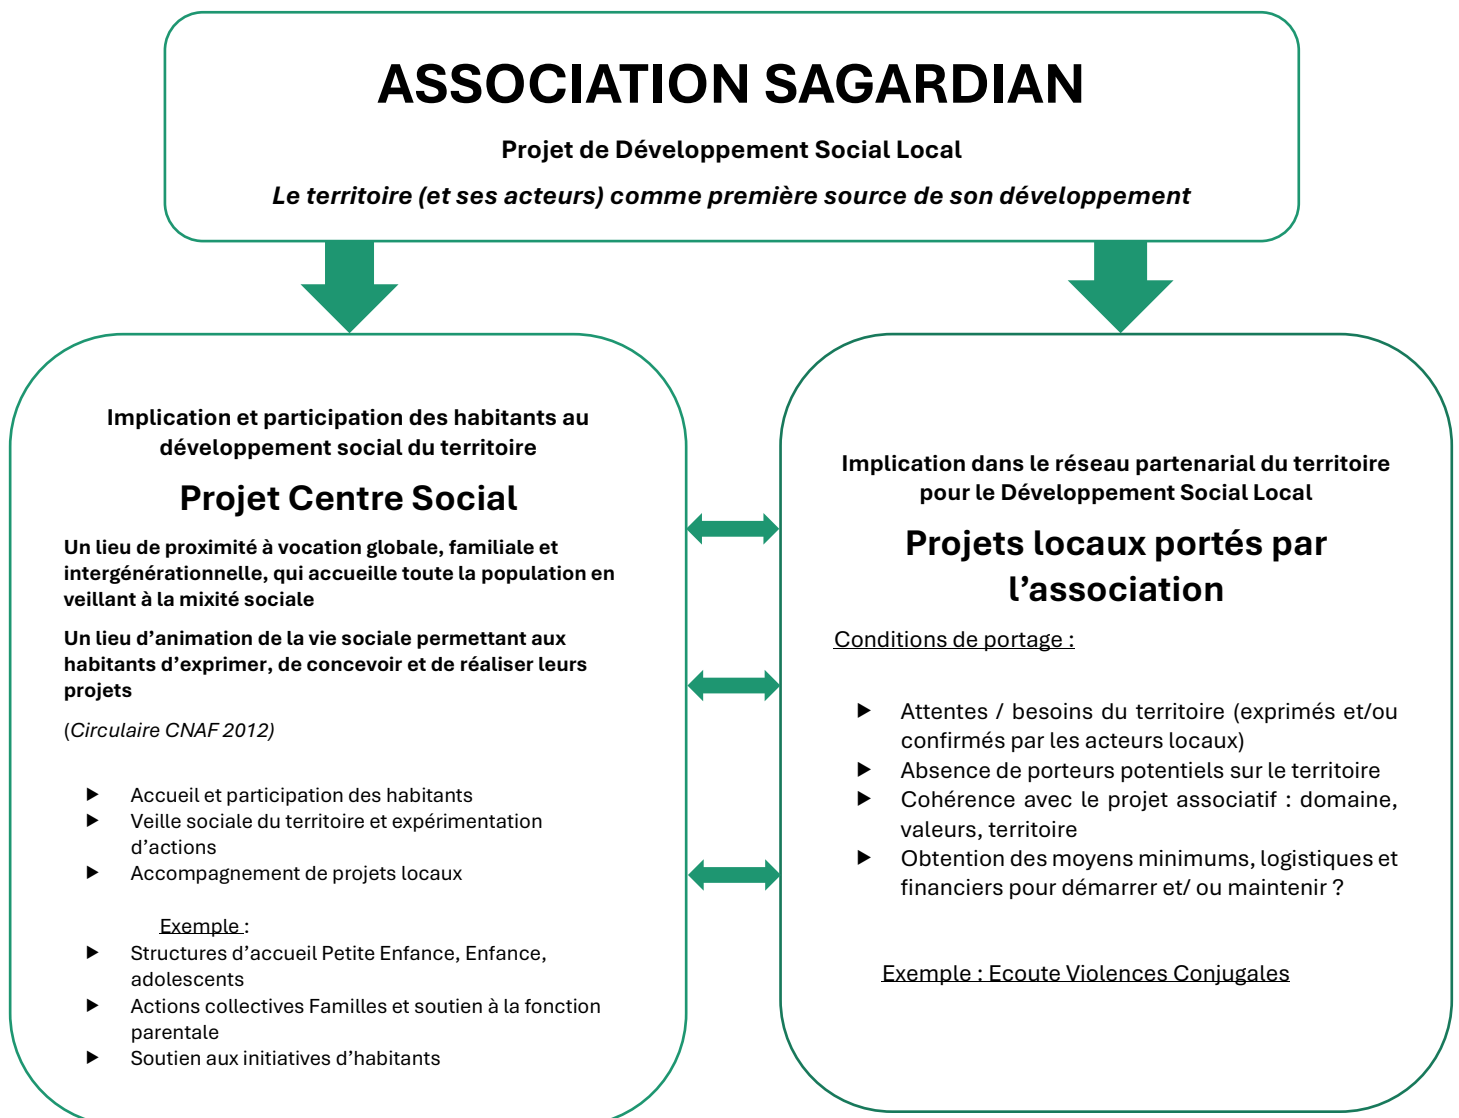 ASSOCIATION SAGARDIAN
Projet de Développement Social Local
Le territoire (et ses acteurs) comme première source de son développement
Implication et participation des habitants au
développement social du territoire
Projet Centre Social
Un lieu de proximité à vocation globale, familiale et
intergénérationnelle, qui accueille toute la population en
veillant à la mixité sociale
Un lieu d’animation de la vie sociale permettant aux
habitants d’exprimer, de concevoir et de réaliser leurs
projets
(Circulaire CNAF 2012)
Accueil et participation des habitants
Veille sociale du territoire et expérimentation
d’actions
Accompagnement de projets locaux
Exemple :
Structures d’accueil Petite Enfance, Enfance,
adolescents
Actions collectives Familles et soutien à la fonction
parentale
Soutien aux initiatives d’habitants
Implication dans le réseau partenarial du territoire
pour le Développement Social Local
Projets locaux portés par
l’association
Conditions de portage :
Attentes / besoins du territoire (exprimés et/ou
confirmés par les acteurs locaux)
Absence de porteurs potentiels sur le territoire
Cohérence avec le projet associatif : domaine,
valeurs, territoire
Obtention des moyens minimums, logistiques et
financiers pour démarrer et/ ou maintenir ?
Exemple : Ecoute Violences Conjugales